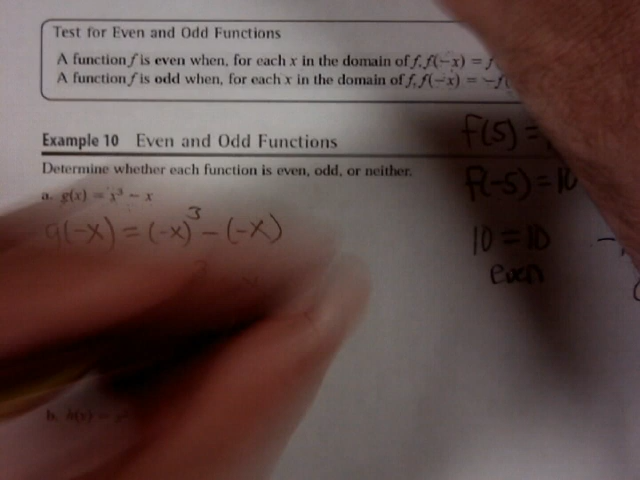 Test for Even and Odd Functions
A function f is even when, for each x in the domain of f, f(−x) = f(
A function f is odd when, for each x in the domain of f, f(−x) = −f(
Example 10 Even and Odd Functions
Determine whether each function is even, odd, or neither.
a. g(x) = x³ − x
g(-x) = (-x)³ - (-x)
b. h(x) =
f(5) =
f(-5) = 10
10 = 10
even